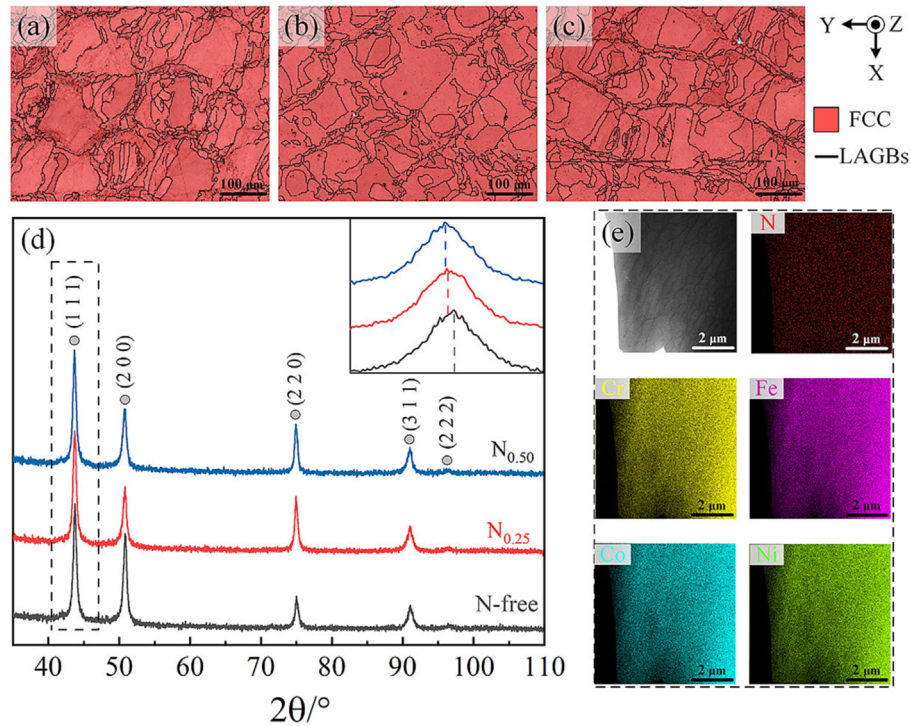 (a)
100 μm
(b)
100 μm
(c)
100 μm
Y
Z
X
FCC
LAGBs
(d)
(1 1 1)
(2 0 0)
(2 2 0)
(3 1 1)
(2 2 2)
N0.50
N0.25
N-free
35 40 50 60 70 80 90 100 110
2θ/°
(e)
2 μm
N
2 μm
Cr
2 μm
Fe
2 μm
Co
2 μm
Ni
2 μm